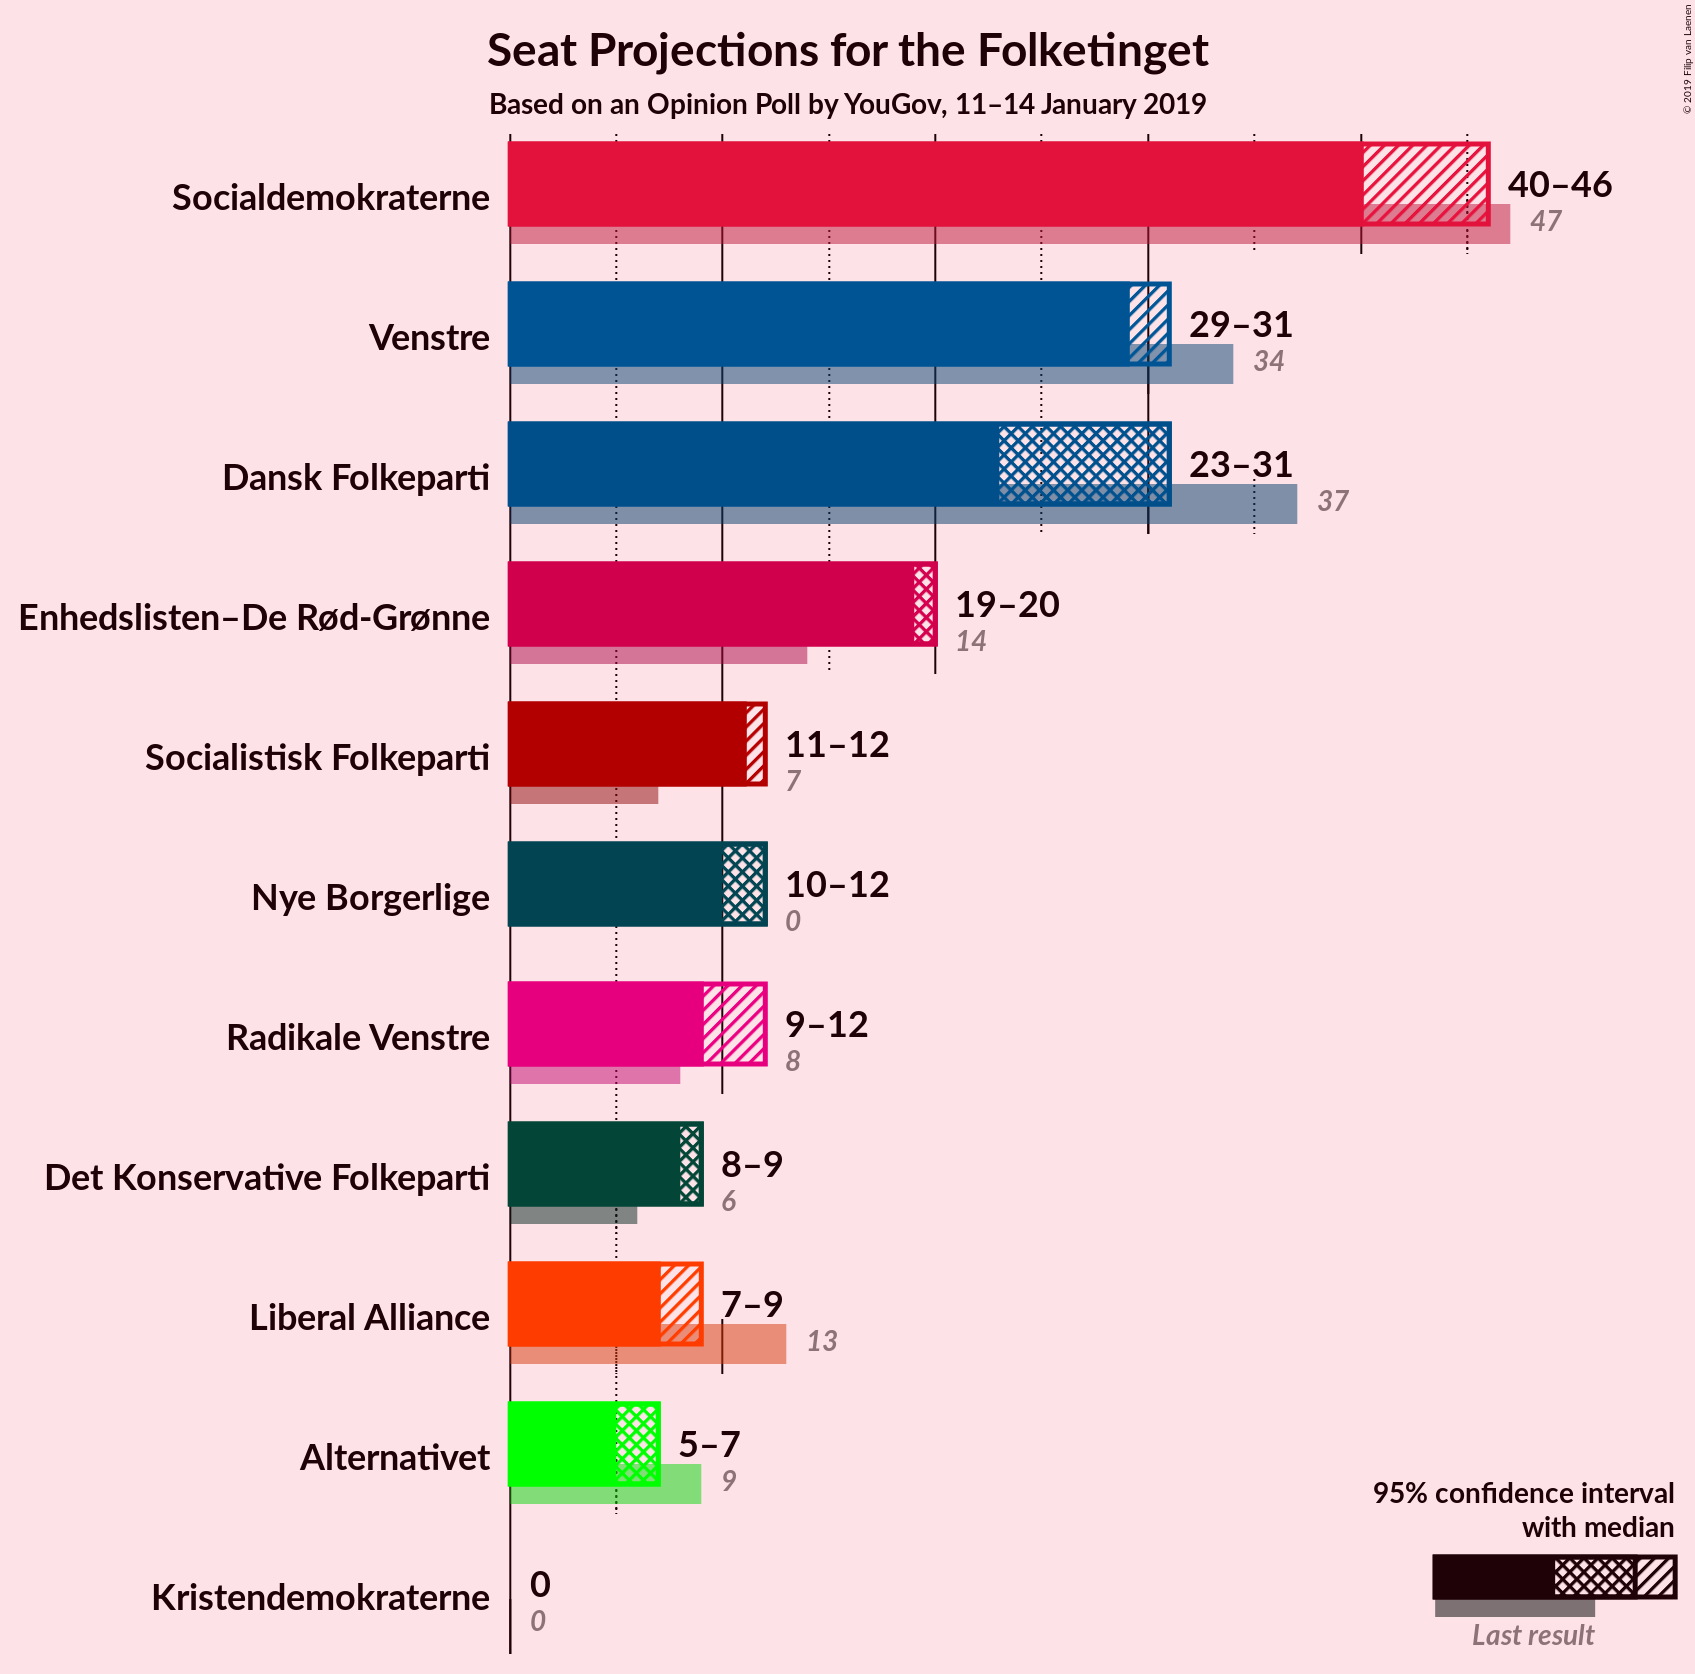 Seat Projections for the Folketinget
Based on an Opinion Poll by YouGov, 11–14 January 2019
© 2019 Filip van Laenen
Socialdemokraterne
40–46
47
Venstre
29–31
34
Dansk Folkeparti
23–31
37
Enhedslisten–De Rød-Grønne
19–20
14
Socialistisk Folkeparti
11–12
7
Nye Borgerlige
10–12
0
Radikale Venstre
9–12
8
Det Konservative Folkeparti
8–9
6
Liberal Alliance
7–9
13
Alternativet
5–7
9
Kristendemokraterne
0
0
95% confidence interval
with median
Last result